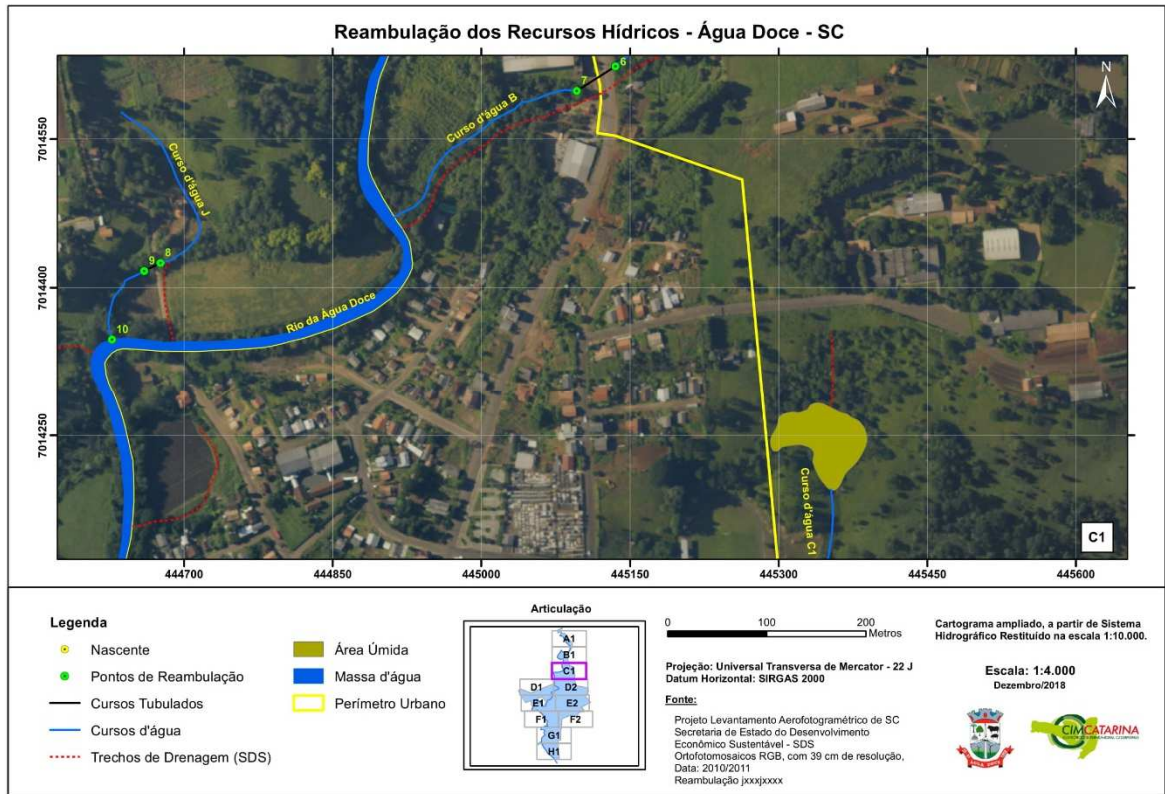 Reambulação dos Recursos Hídricos - Água Doce - SC
N
6
7
Curso d'água B
Curso d'água J
8
9
10
Rio da Água Doce
Curso d'água C1
C1
7014550
7014400
7014250
444700
444850
445000
445150
445300
445450
445600
Legenda
Nascente
Pontos de Reambulação
Cursos Tubulados
Cursos d'água
Trechos de Drenagem (SDS)
Área Úmida
Massa d'água
Perímetro Urbano
Articulação
A1
B1
C1
D1
D2
E1
E2
F1
F2
G1
H1
0 100 200
Metros
Projeção: Universal Transversa de Mercator - 22 J
Datum Horizontal: SIRGAS 2000
Fonte:
Projeto Levantamento Aerofotogramétrico de SC
Secretaria de Estado do Desenvolvimento
Econômico Sustentável - SDS
Ortofotomosaicos RGB, com 39 cm de resolução,
Data: 2010/2011
Reambulação jxxxjxxxx
Cartograma ampliado, a partir de Sistema
Hidrográfico Restituído na escala 1:10.000.
Escala: 1:4.000
Dezembro/2018
CIMCATARINA